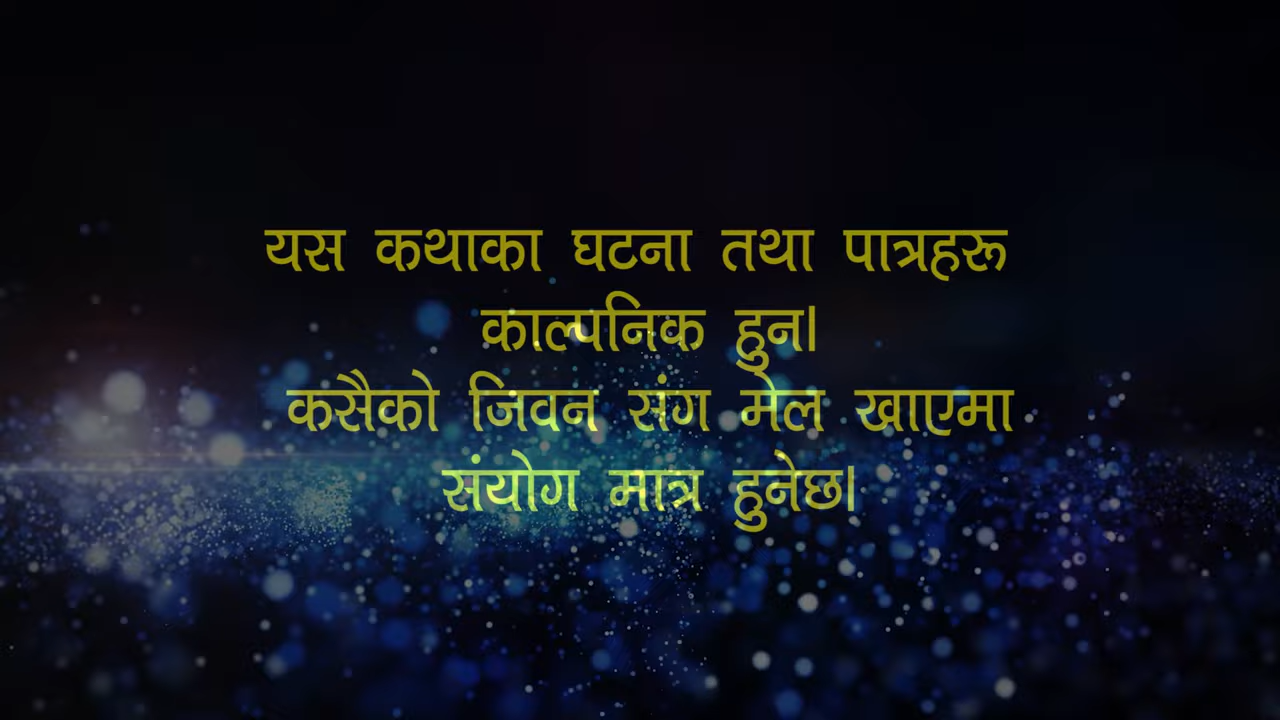 यस कथाका घटना तथा पात्रहरू
काल्पनिक हुन।
कसैको जिवन संग मेल खाएमा
संयोग मात्र हुनेछ।